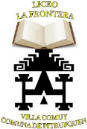 LICEO
LA FRONTERA
VILLA COMUY
COMUNA DE PITRUFQUEN